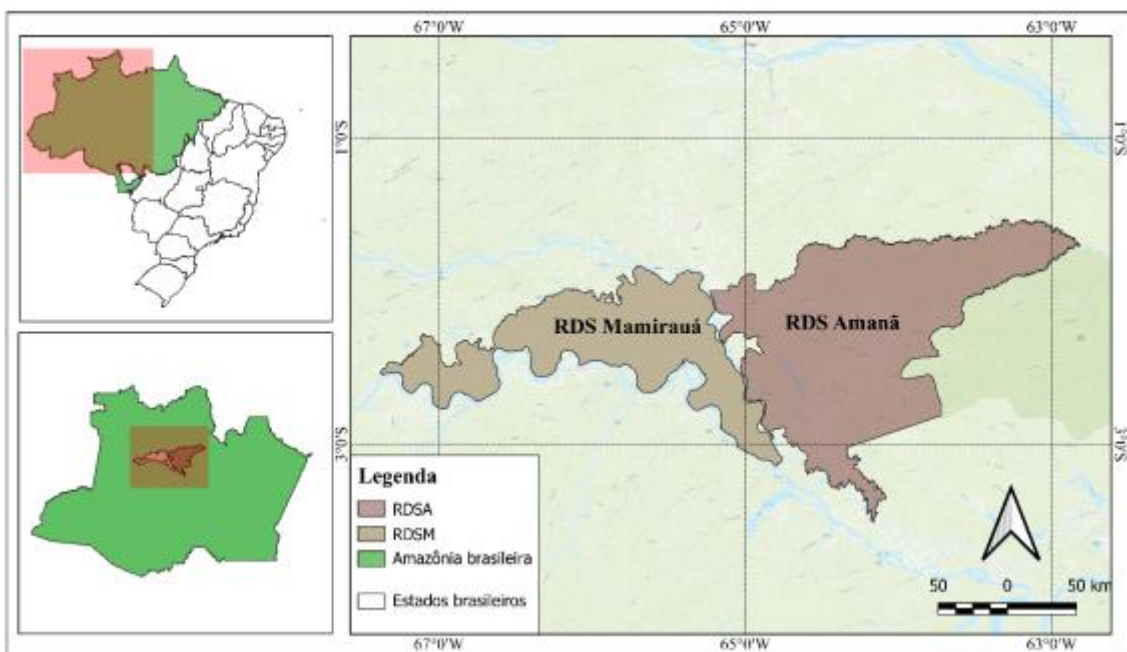 67°0'W 65°0'W 63°0'W
1°0'S 1°0'S
RDS Mamirauá RDS Amanã
3°0'S 3°0'S
Legenda
RDSA
RDSM
Amazônia brasileira
Estados brasileiros
50 0 50 km
67°0'W 65°0'W 63°0'W